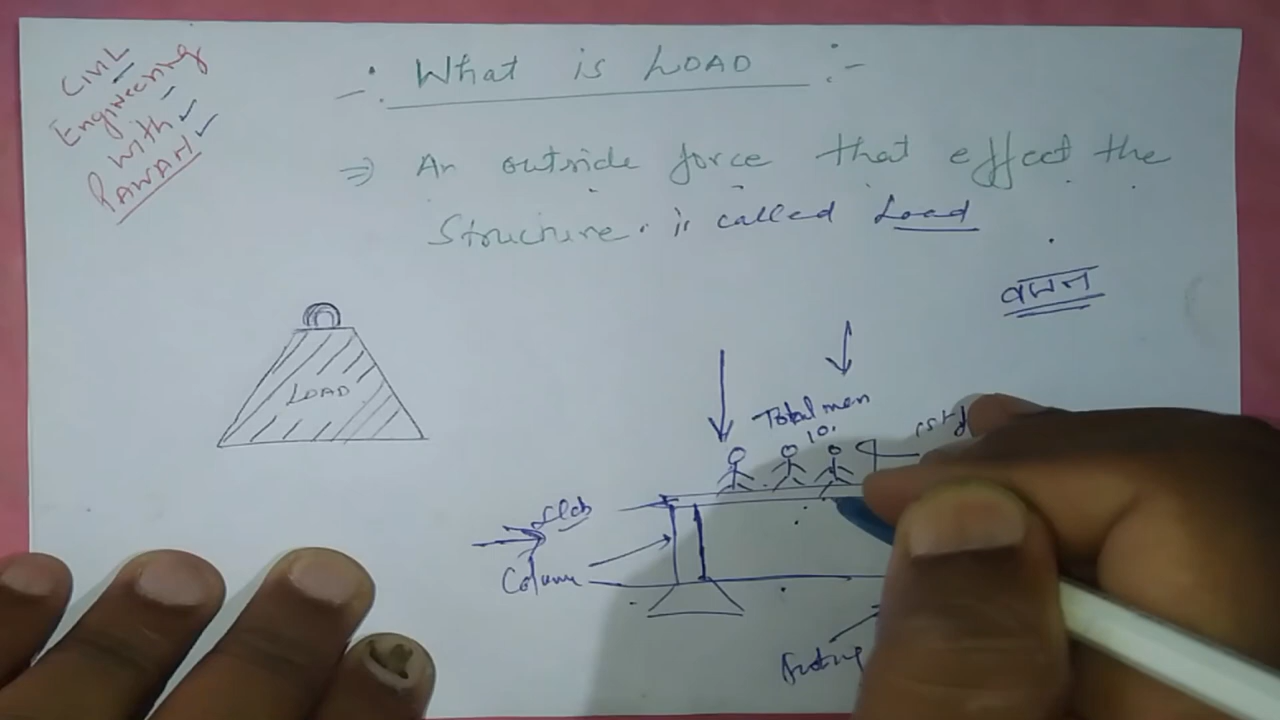 Civil
Engineering
with
PAWAN
What is LOAD
⇒ An outside force that effect the
Structure. is called Load
वजन
LOAD
Total men
10.
Slab
Column
Footing